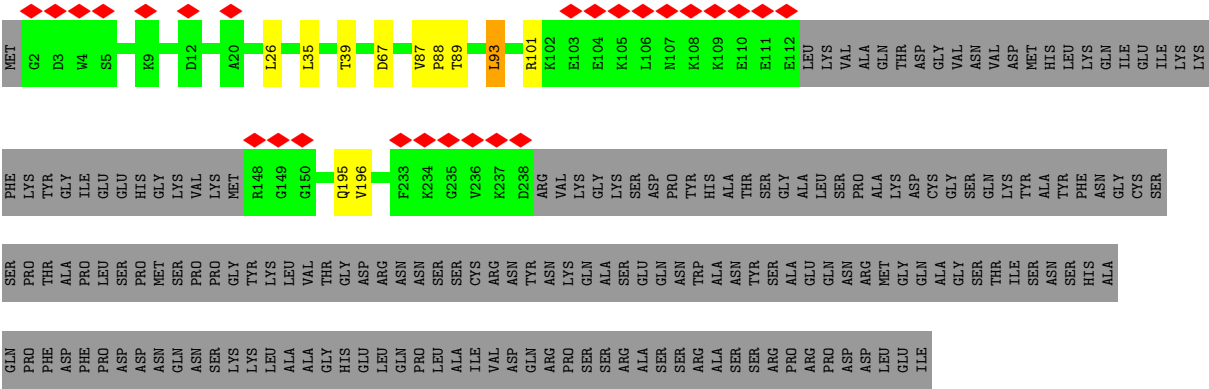 MET G2 D3 W4 S5 K9 D12 A20 L26 L35 T39 D67 V87 P88 T89 L93 R101 K102 E103 E104 K105 L106 N107 K108 K109 E110 E111 E112 LEU LYS VAL ALA GLN THR ASP GLY VAL ASN VAL ASP MET HIS LEU LYS GLN ILE GLU ILE LYS LYS
PHE LYS TYR GLY ILE GLU GLU HIS GLY LYS VAL LYS MET R148 G149 G150 Q195 V196 F233 K234 G235 V236 K237 D238 ARG VAL LYS GLY LYS SER ASP PRO TYR HIS ALA THR SER GLY ALA LEU SER PRO ALA LYS ASP CYS GLY SER GLN LYS TYR ALA TYR PHE ASN GLY CYS SER
SER PRO THR ALA PRO LEU SER PRO MET SER PRO PRO GLY TYR LYS LEU VAL THR GLY ASP ARG ASN ASN SER SER CYS ARG ASN TYR ASN LYS GLN ALA SER GLU GLN ASN TRP ALA ASN TYR SER ALA GLU GLN ASN ARG MET GLY GLN ALA GLY SER THR ILE SER ASN SER HIS ALA
GLN PRO PHE ASP PHE PRO ASP ASP ASN GLN ASN SER LYS LYS LEU ALA ALA GLY HIS GLU LEU GLN PRO LEU ALA ILE VAL ASP GLN ARG PRO SER SER ARG ALA SER SER ARG ALA SER SER ARG PRO ARG PRO ASP ASP LEU GLU ILE